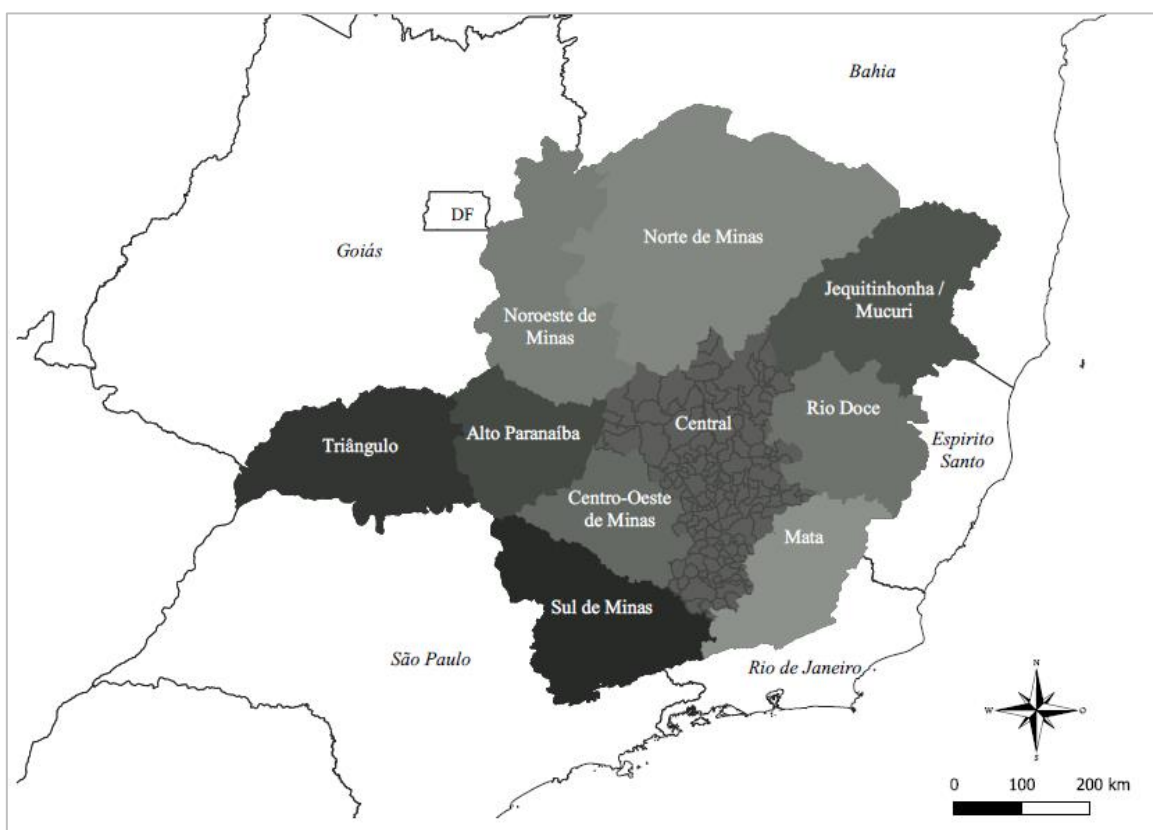 Bahia
DF
Norte de Minas
Goiás
Jequitinhonha /
Mucuri
Noroeste de
Minas
Rio Doce
Central
Alto Paranaíba
Triângulo
Espirito
Santo
Centro-Oeste
de Minas
Mata
Sul de Minas
São Paulo
Rio de Janeiro
N
W
O
S
0 100 200 km